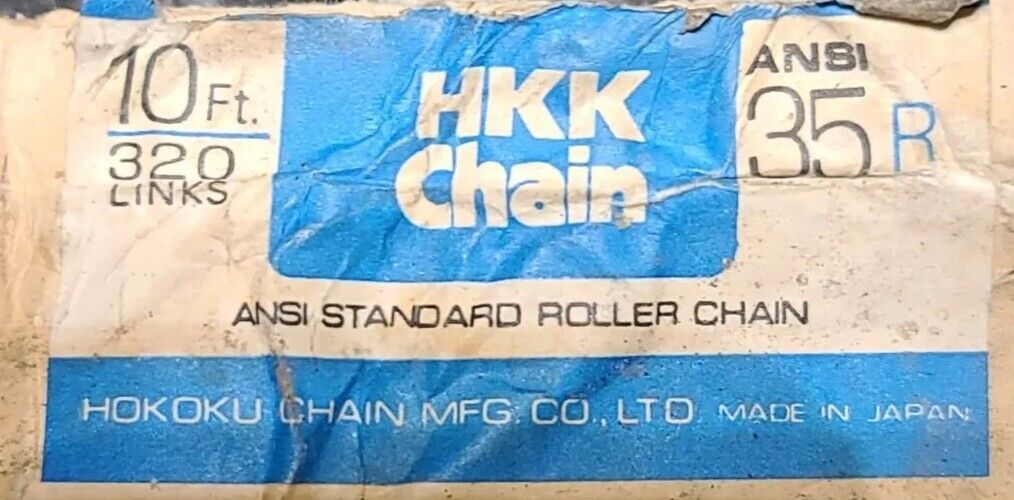 10 Ft.
320
LINKS
HKK
Chain
ANSI
35 R
ANSI STANDARD ROLLER CHAIN
HOKOKU CHAIN MFG. CO., LTD. MADE IN JAPAN